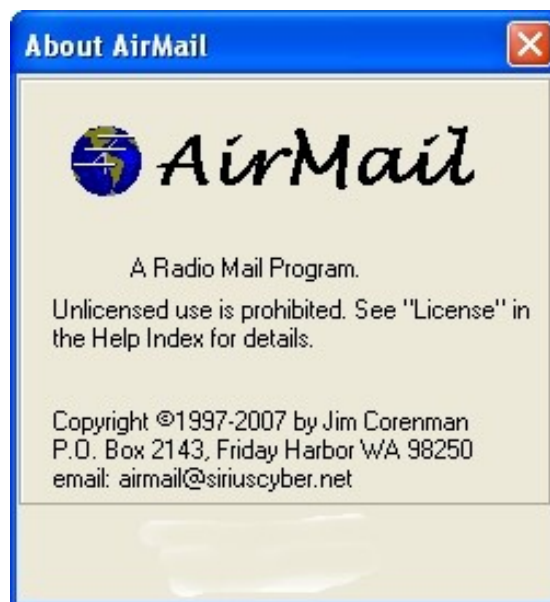 About AirMail
AirMail
A Radio Mail Program.
Unlicensed use is prohibited. See "License" in
the Help Index for details.
Copyright ©1997-2007 by Jim Corenman
P.O. Box 2143, Friday Harbor WA 98250
email: airmail@siriuscyber.net